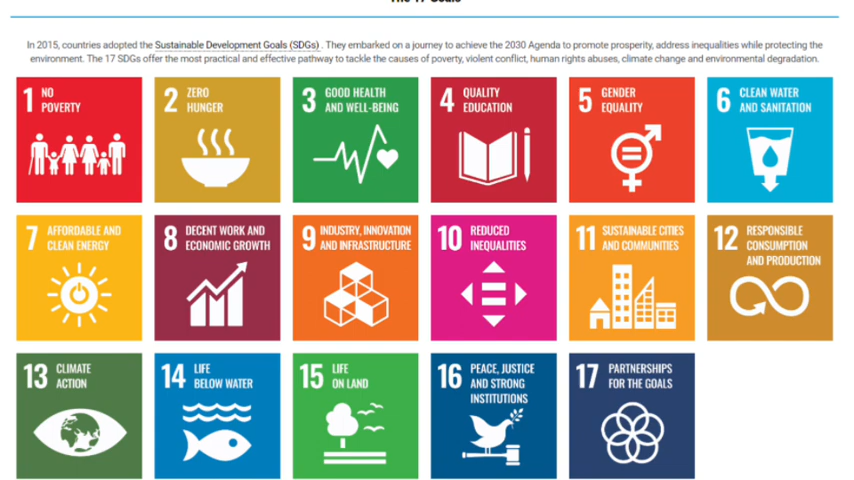 The 17 Goals
In 2015, countries adopted the Sustainable Development Goals (SDGs) . They embarked on a journey to achieve the 2030 Agenda to promote prosperity, address inequalities while protecting the
environment. The 17 SDGs offer the most practical and effective pathway to tackle the causes of poverty, violent conflict, human rights abuses, climate change and environmental degradation.
1 NO
POVERTY
2 ZERO
HUNGER
3 GOOD HEALTH
AND WELL-BEING
4 QUALITY
EDUCATION
5 GENDER
EQUALITY
6 CLEAN WATER
AND SANITATION
7 AFFORDABLE AND
CLEAN ENERGY
8 DECENT WORK AND
ECONOMIC GROWTH
9 INDUSTRY, INNOVATION
AND INFRASTRUCTURE
10 REDUCED
INEQUALITIES
11 SUSTAINABLE CITIES
AND COMMUNITIES
12 RESPONSIBLE
CONSUMPTION
AND PRODUCTION
13 CLIMATE
ACTION
14 LIFE
BELOW WATER
15 LIFE
ON LAND
16 PEACE, JUSTICE
AND STRONG
INSTITUTIONS
17 PARTNERSHIPS
FOR THE GOALS